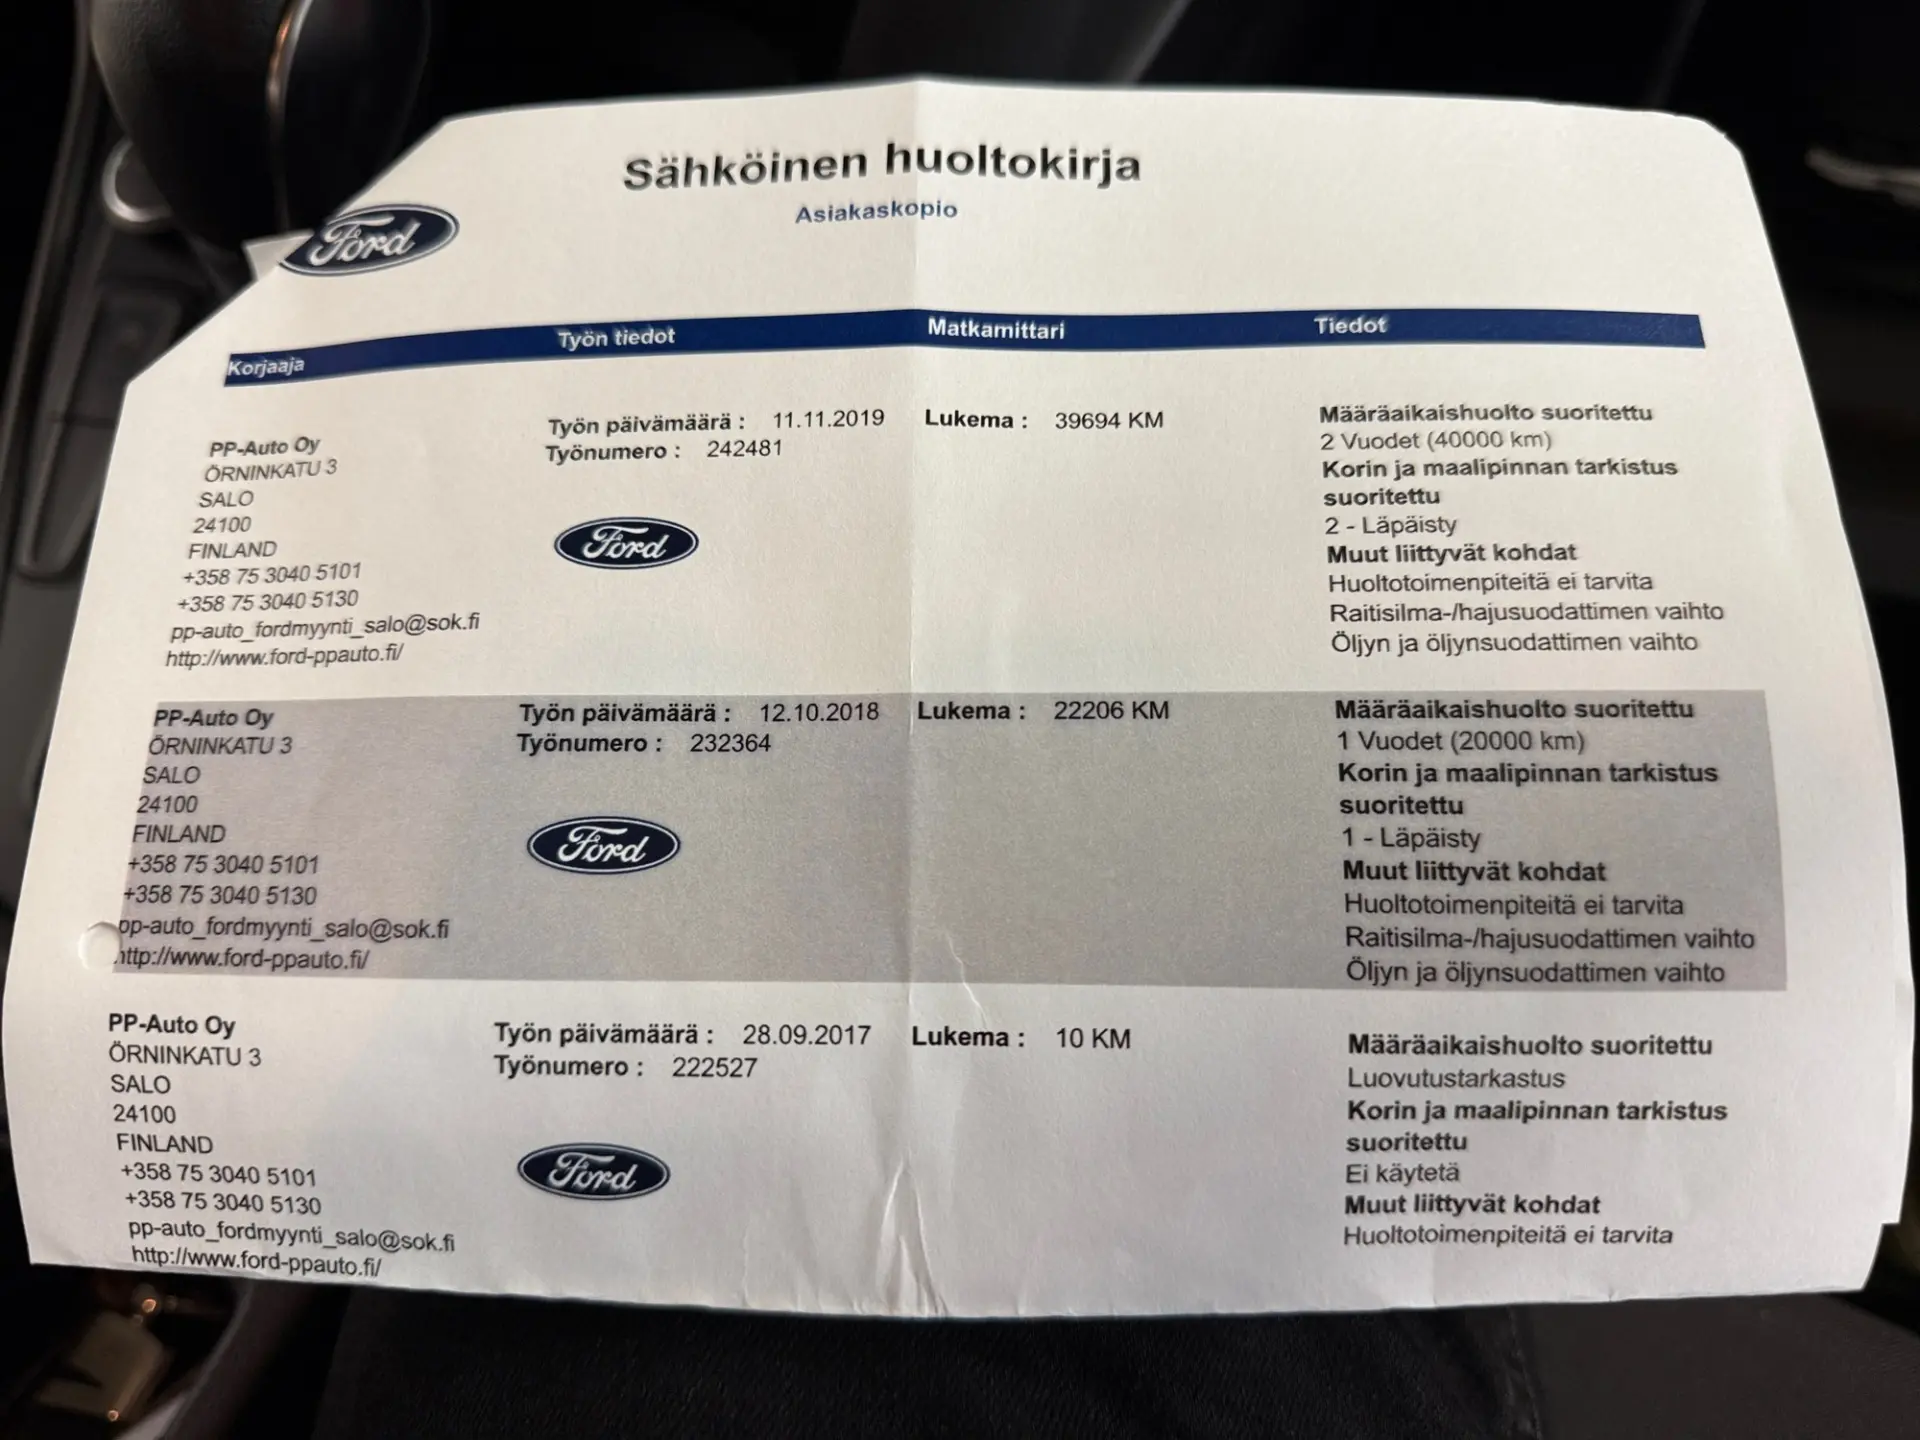 Sähköinen huoltokirja
Asiakaskopio
Ford
Korjaaja Työn tiedot Matkamittari Tiedot
PP-Auto Oy
ÖRNINKATU 3
SALO
24100
FINLAND
+358 75 3040 5101
+358 75 3040 5130
pp-auto_fordmyynti_salo@sok.fi
http://www.ford-ppauto.fi/
Työn päivämäärä : 11.11.2019
Työnumero : 242481
Ford
Lukema : 39694 KM
Määräaikaishuolto suoritettu
2 Vuodet (40000 km)
Korin ja maalipinnan tarkistus
suoritettu
2 - Läpäisty
Muut liittyvät kohdat
Huoltotoimenpiteitä ei tarvita
Raitisilma-/hajusuodattimen vaihto
Öljyn ja öljynsuodattimen vaihto
PP-Auto Oy
ÖRNINKATU 3
SALO
24100
FINLAND
+358 75 3040 5101
+358 75 3040 5130
pp-auto_fordmyynti_salo@sok.fi
http://www.ford-ppauto.fi/
Työn päivämäärä : 12.10.2018
Työnumero : 232364
Ford
Lukema : 22206 KM
Määräaikaishuolto suoritettu
1 Vuodet (20000 km)
Korin ja maalipinnan tarkistus
suoritettu
1 - Läpäisty
Muut liittyvät kohdat
Huoltotoimenpiteitä ei tarvita
Raitisilma-/hajusuodattimen vaihto
Öljyn ja öljynsuodattimen vaihto
PP-Auto Oy
ÖRNINKATU 3
SALO
24100
FINLAND
+358 75 3040 5101
+358 75 3040 5130
pp-auto_fordmyynti_salo@sok.fi
http://www.ford-ppauto.fi/
Työn päivämäärä : 28.09.2017
Työnumero : 222527
Ford
Lukema : 10 KM
Määräaikaishuolto suoritettu
Luovutustarkastus
Korin ja maalipinnan tarkistus
suoritettu
Ei käytetä
Muut liittyvät kohdat
Huoltotoimenpiteitä ei tarvita